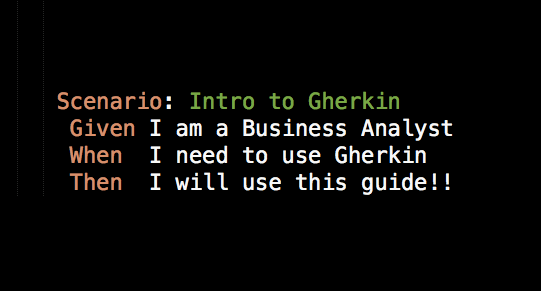 Scenario: Intro to Gherkin
Given I am a Business Analyst
When I need to use Gherkin
Then I will use this guide!!